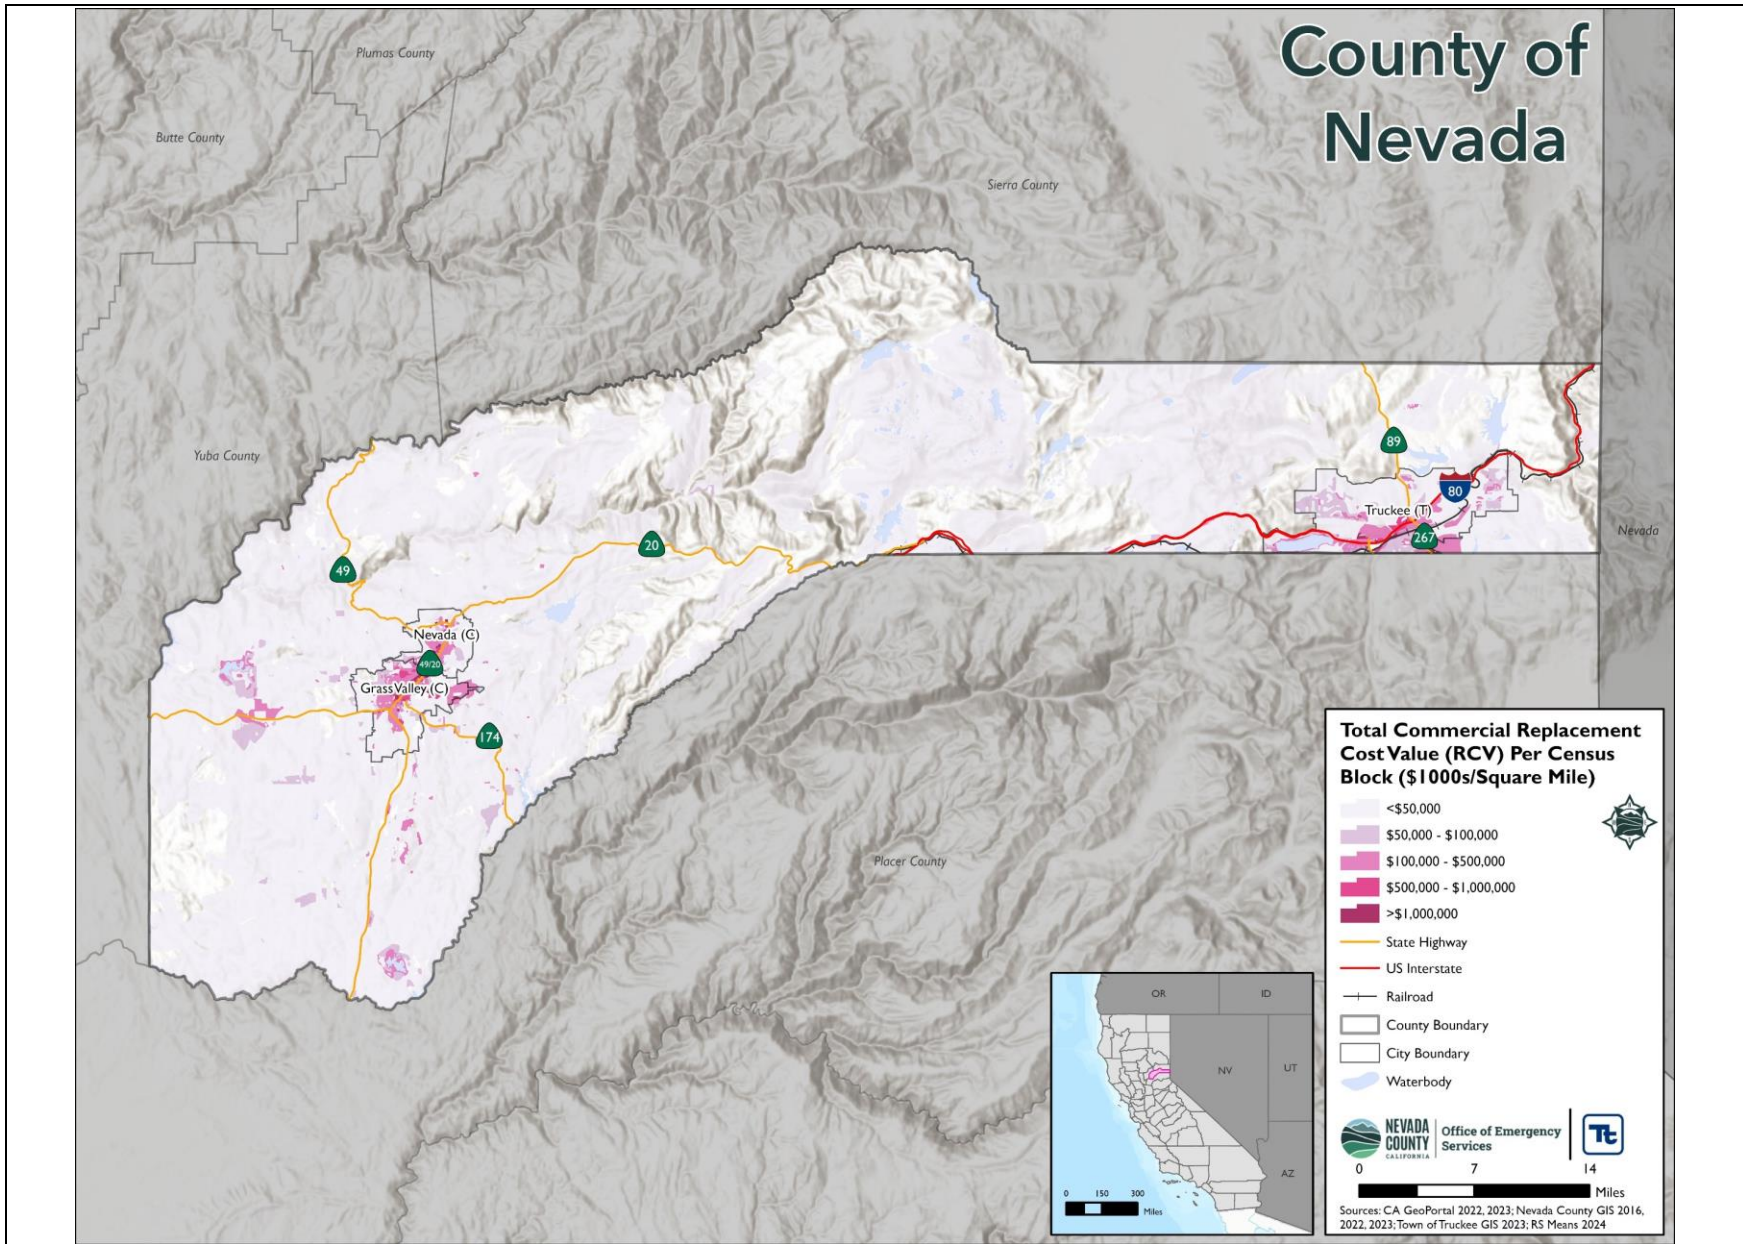 County of
Nevada
Plumas County
Butte County
Sierra County
Yuba County
89
80
Truckee (T)
267
Nevada
20
49
Nevada (C)
49/20
Grass Valley (C)
174
Placer County
Total Commercial Replacement
Cost Value (RCV) Per Census
Block ($1000s/Square Mile)
<$50,000
$50,000 - $100,000
$100,000 - $500,000
$500,000 - $1,000,000
>$1,000,000
State Highway
US Interstate
Railroad
County Boundary
City Boundary
Waterbody
NEVADA
COUNTY
CALIFORNIA
Office of Emergency
Services
Tt
0 7 14
Miles
Sources: CA GeoPortal 2022, 2023; Nevada County GIS 2016,
2022, 2023; Town of Truckee GIS 2023; RS Means 2024
OR
ID
NV
UT
AZ
0 150 300
Miles